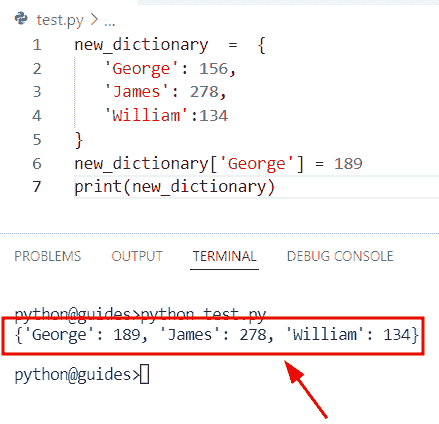 test.py > ...
1 new_dictionary  =  {
2     'George': 156,
3     'James': 278,
4     'William':134
5 }
6 new_dictionary['George'] = 189
7 print(new_dictionary)
PROBLEMS OUTPUT TERMINAL DEBUG CONSOLE
python@guides>python test.py
{'George': 189, 'James': 278, 'William': 134}
python@guides>